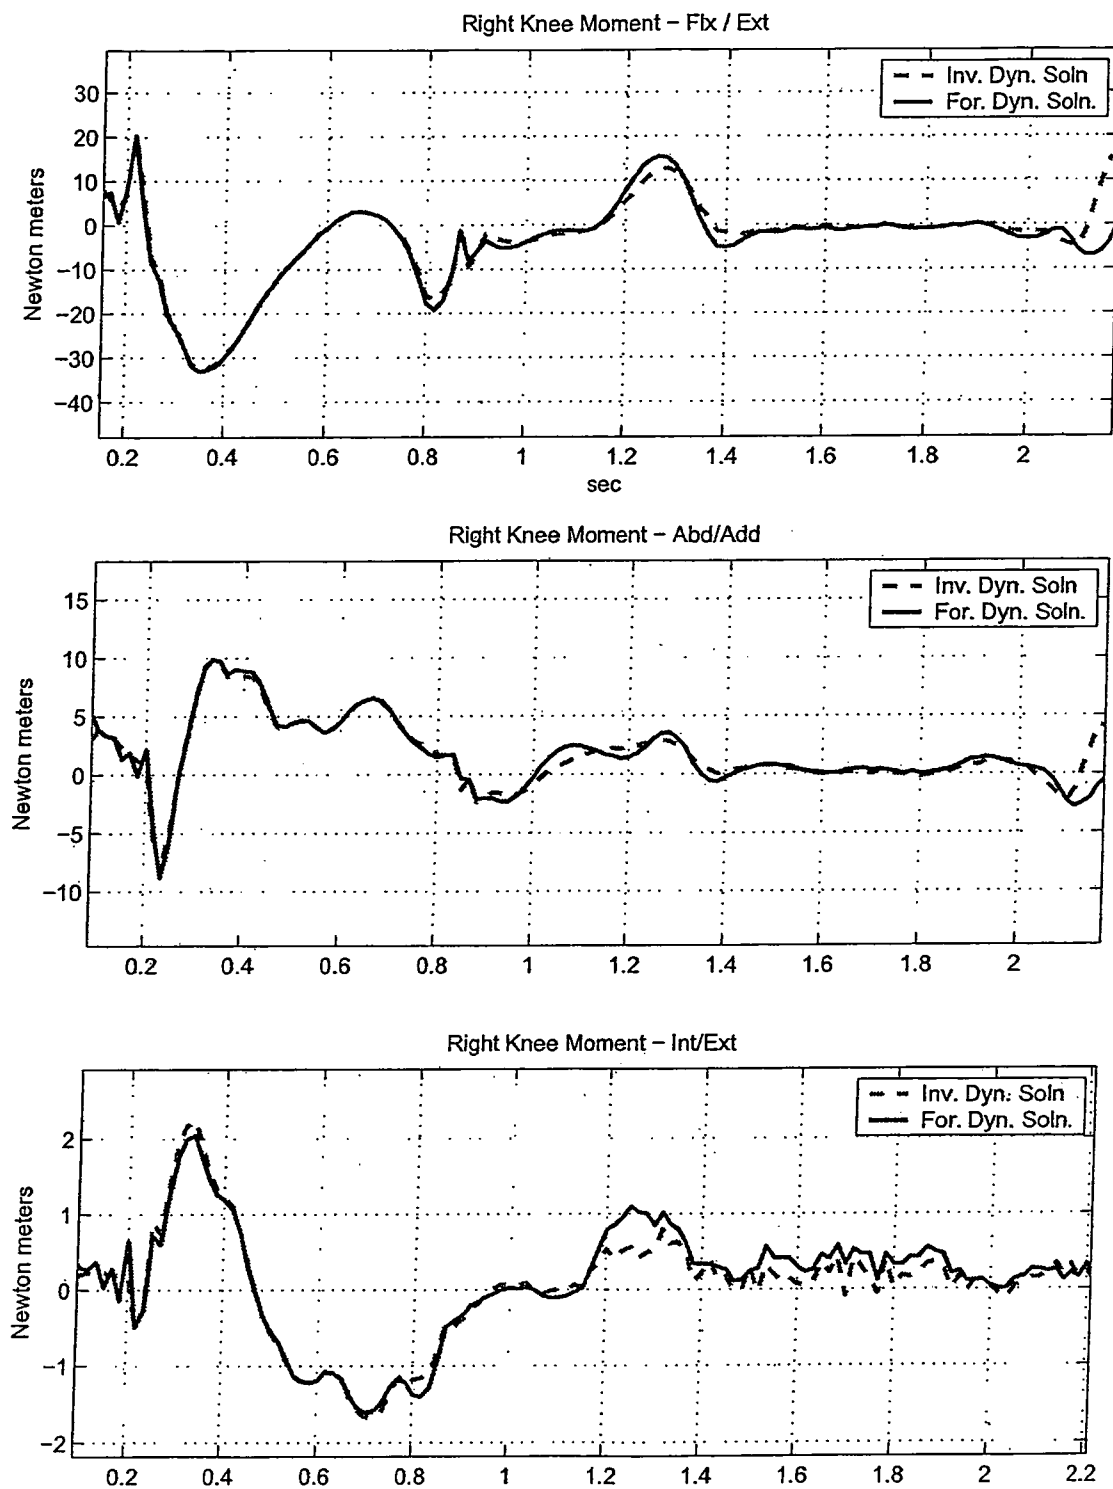 Right Knee Moment − Flx / Ext
Inv. Dyn. Soln
For. Dyn. Soln.
Newton meters
30
20
10
0
−10
−20
−30
−40
0.2 0.4 0.6 0.8 1 1.2 1.4 1.6 1.8 2
sec
Right Knee Moment − Abd/Add
Inv. Dyn. Soln
For. Dyn. Soln.
Newton meters
15
10
5
0
−5
−10
0.2 0.4 0.6 0.8 1 1.2 1.4 1.6 1.8 2
Right Knee Moment − Int/Ext
Inv. Dyn. Soln
For. Dyn. Soln.
Newton meters
2
1
0
−1
−2
0.2 0.4 0.6 0.8 1 1.2 1.4 1.6 1.8 2 2.2